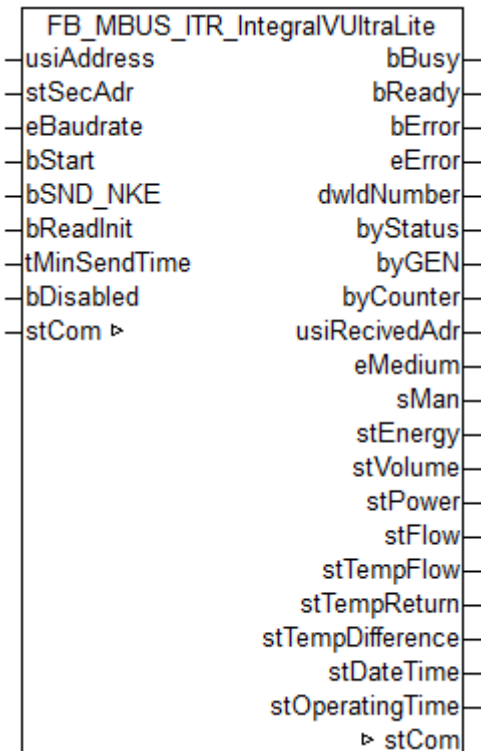 FB_MBUS_ITR_IntegralVUltraLite
usiAddress bBusy
stSecAdr bReady
eBaudrate bError
bStart eError
bSND_NKE dwIdNumber
bReadInit byStatus
tMinSendTime byGEN
bDisabled byCounter
stCom ▹ usiRecivedAdr
eMedium
sMan
stEnergy
stVolume
stPower
stFlow
stTempFlow
stTempReturn
stTempDifference
stDateTime
stOperatingTime
▹ stCom